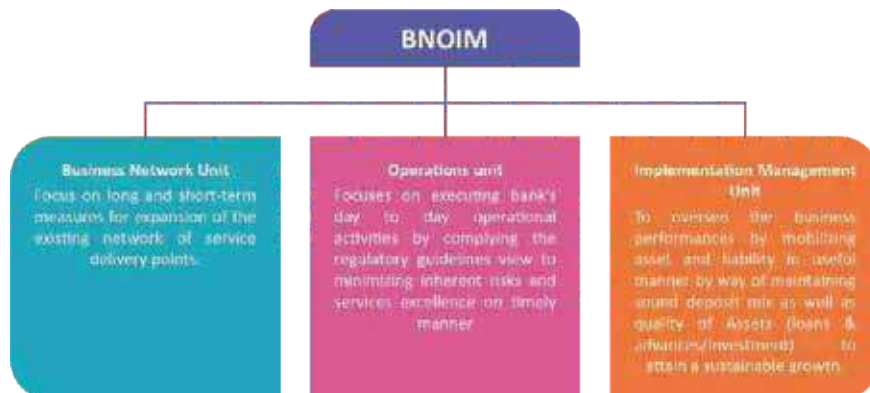 BNOIM
Business Network Unit
Focus on long and short-term
measures for expansion of the
existing network of service
delivery points.
Operations unit
Focuses on executing bank's
day to day operational
activities by complying the
regulatory guidelines view to
minimizing inherent risks and
services excellence on timely
manner
Implementation Management
Unit
To oversee the business
performances by mobilizing
asset and liability in useful
manner by way of maintaining
sound deposit mix as well as
quality of Assets (loans &
advances/investment) to
attain a sustainable growth.